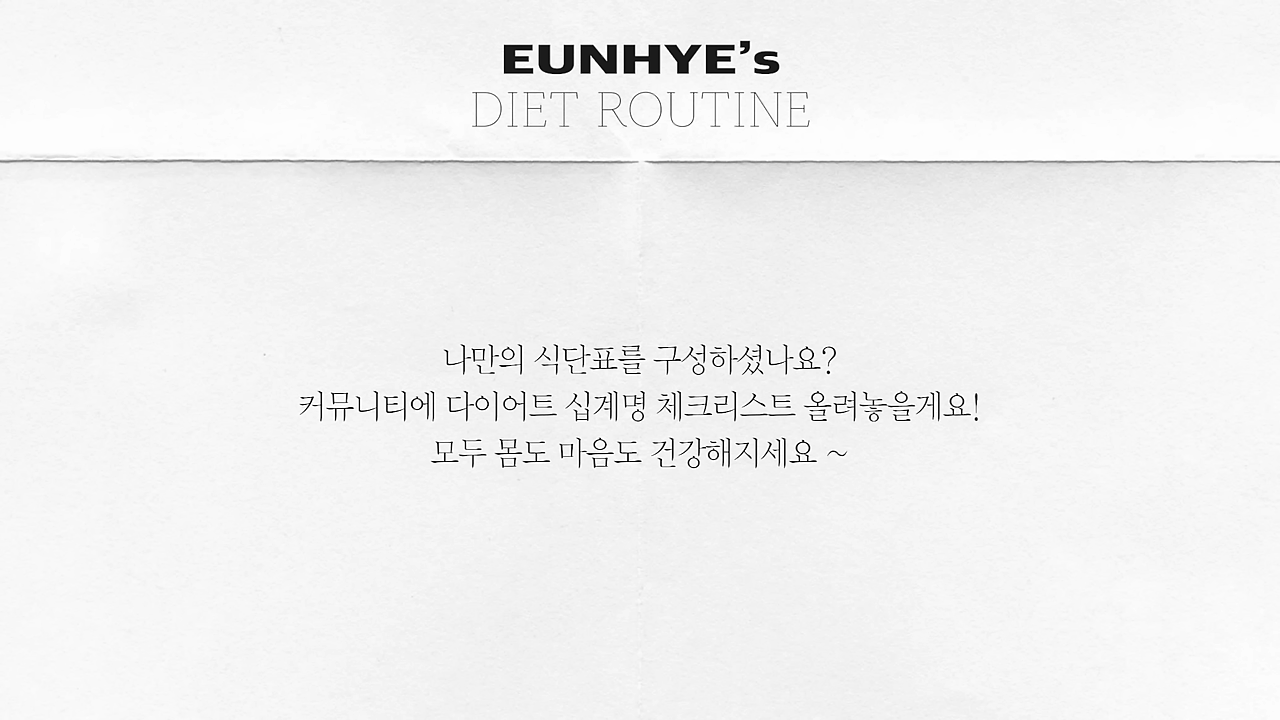 EUNHYE's
DIET ROUTINE
나만의 식단표를 구성하셨나요?
커뮤니티에 다이어트 십계명 체크리스트 올려놓을게요!
모두 몸도 마음도 건강해지세요 ~